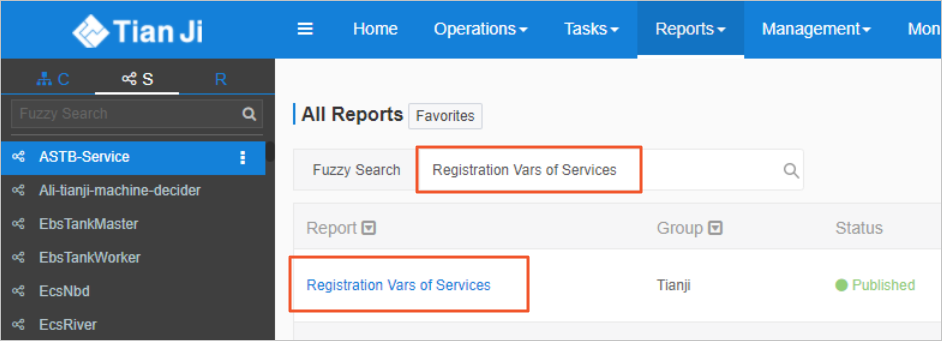 Tian Ji
Home Operations Tasks Reports Management Mon
C S R
Fuzzy Search
ASTB-Service
Ali-tianji-machine-decider
EbsTankMaster
EbsTankWorker
EcsNbd
EcsRiver
All Reports Favorites
Fuzzy Search Registration Vars of Services
Report Group Status
Registration Vars of Services Tianji Published